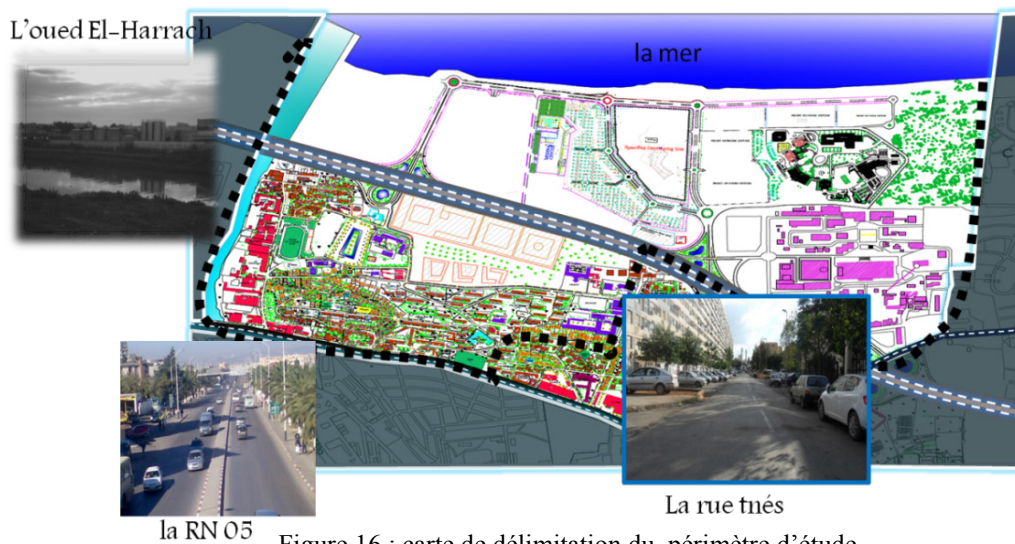 L'oued El-Harrach
la mer
la RN 05
La rue tnés
Figure 16 : carte de délimitation du périmètre d'étude